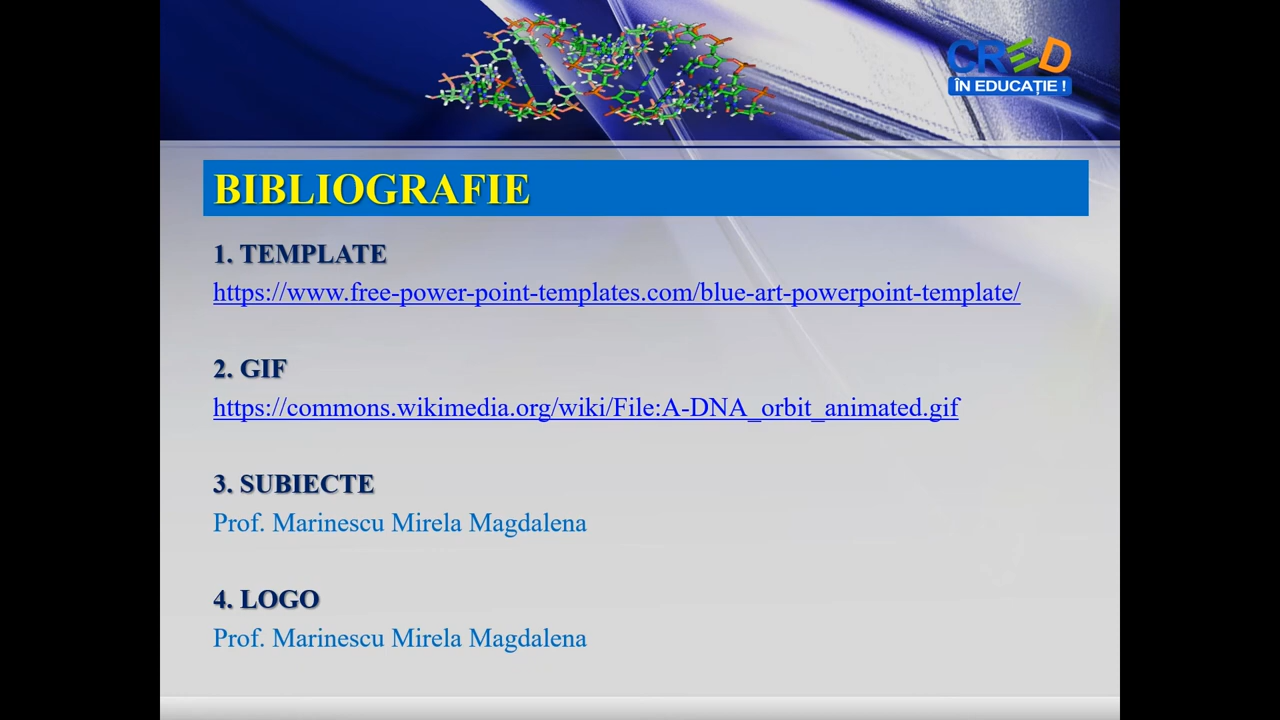 CRED
ÎN EDUCAȚIE !
BIBLIOGRAFIE
1. TEMPLATE
https://www.free-power-point-templates.com/blue-art-powerpoint-template/
2. GIF
https://commons.wikimedia.org/wiki/File:A-DNA_orbit_animated.gif
3. SUBIECTE
Prof. Marinescu Mirela Magdalena
4. LOGO
Prof. Marinescu Mirela Magdalena